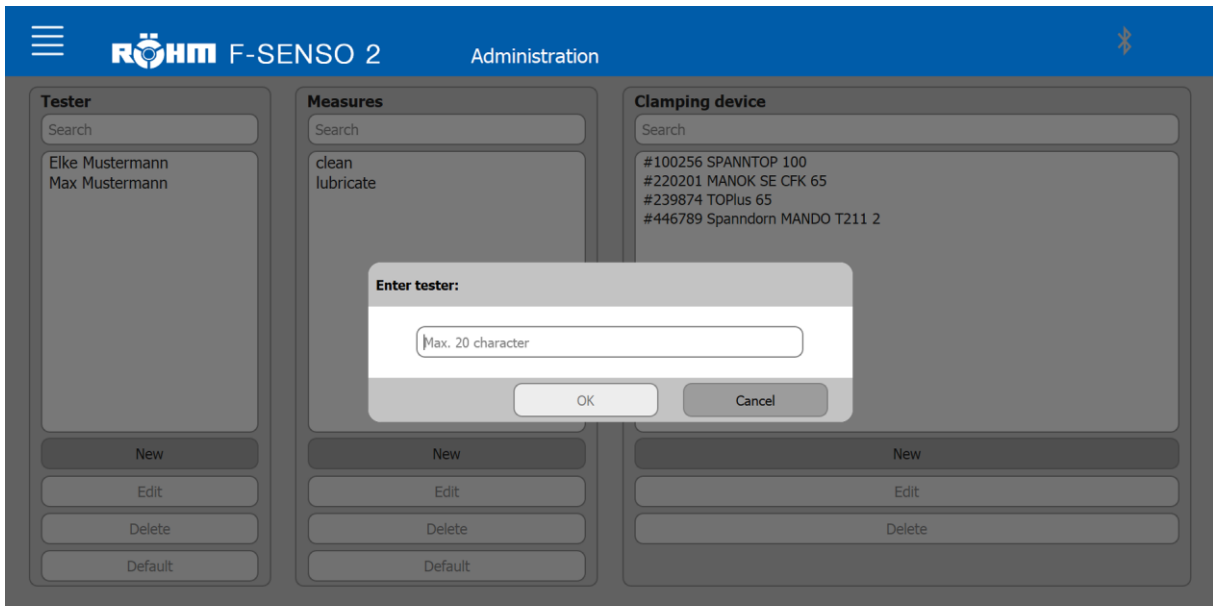 RÖHM F-SENSO 2 Administration
Tester
Search
Elke Mustermann
Max Mustermann
New
Edit
Delete
Default
Measures
Search
clean
lubricate
New
Edit
Delete
Default
Clamping device
Search
#100256 SPANNTOP 100
#220201 MANOK SE CFK 65
#239874 TOPlus 65
#446789 Spanndorn MANDO T211 2
New
Edit
Delete
Enter tester:
Max. 20 character
OK
Cancel